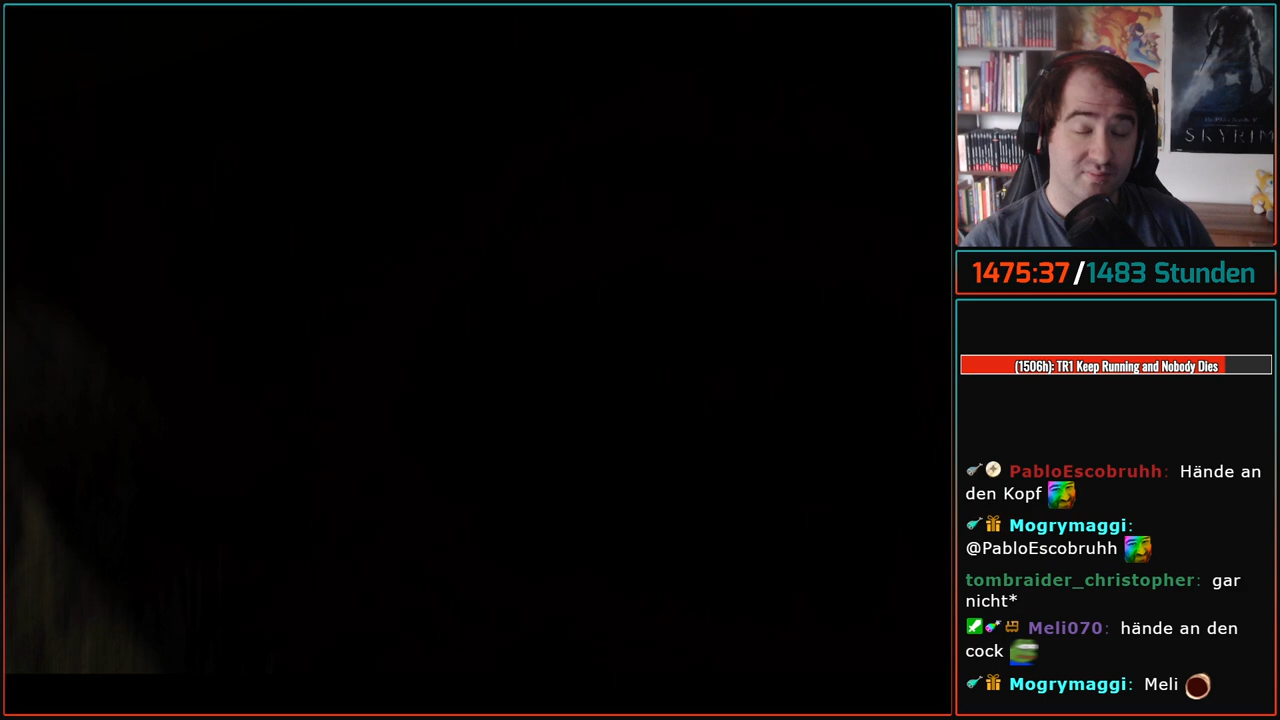 SKYRIM
1475:37/1483 Stunden
(1506h): TR1 Keep Running and Nobody Dies
PabloEscobruhh: Hände an
den Kopf
Mogrymaggi:
@PabloEscobruhh
tombraider_christopher: gar
nicht*
Meli070: hände an den
cock
Mogrymaggi: Meli